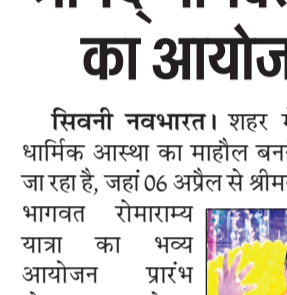 का आयोज
सिवनी नवभारत। शहर
धार्मिक आस्था का माहौल बन
जा रहा है, जहां 06 अप्रैल से श्रीम
भागवत रोमाराम्य
यात्रा का भव्य
आयोजन प्रारंभ